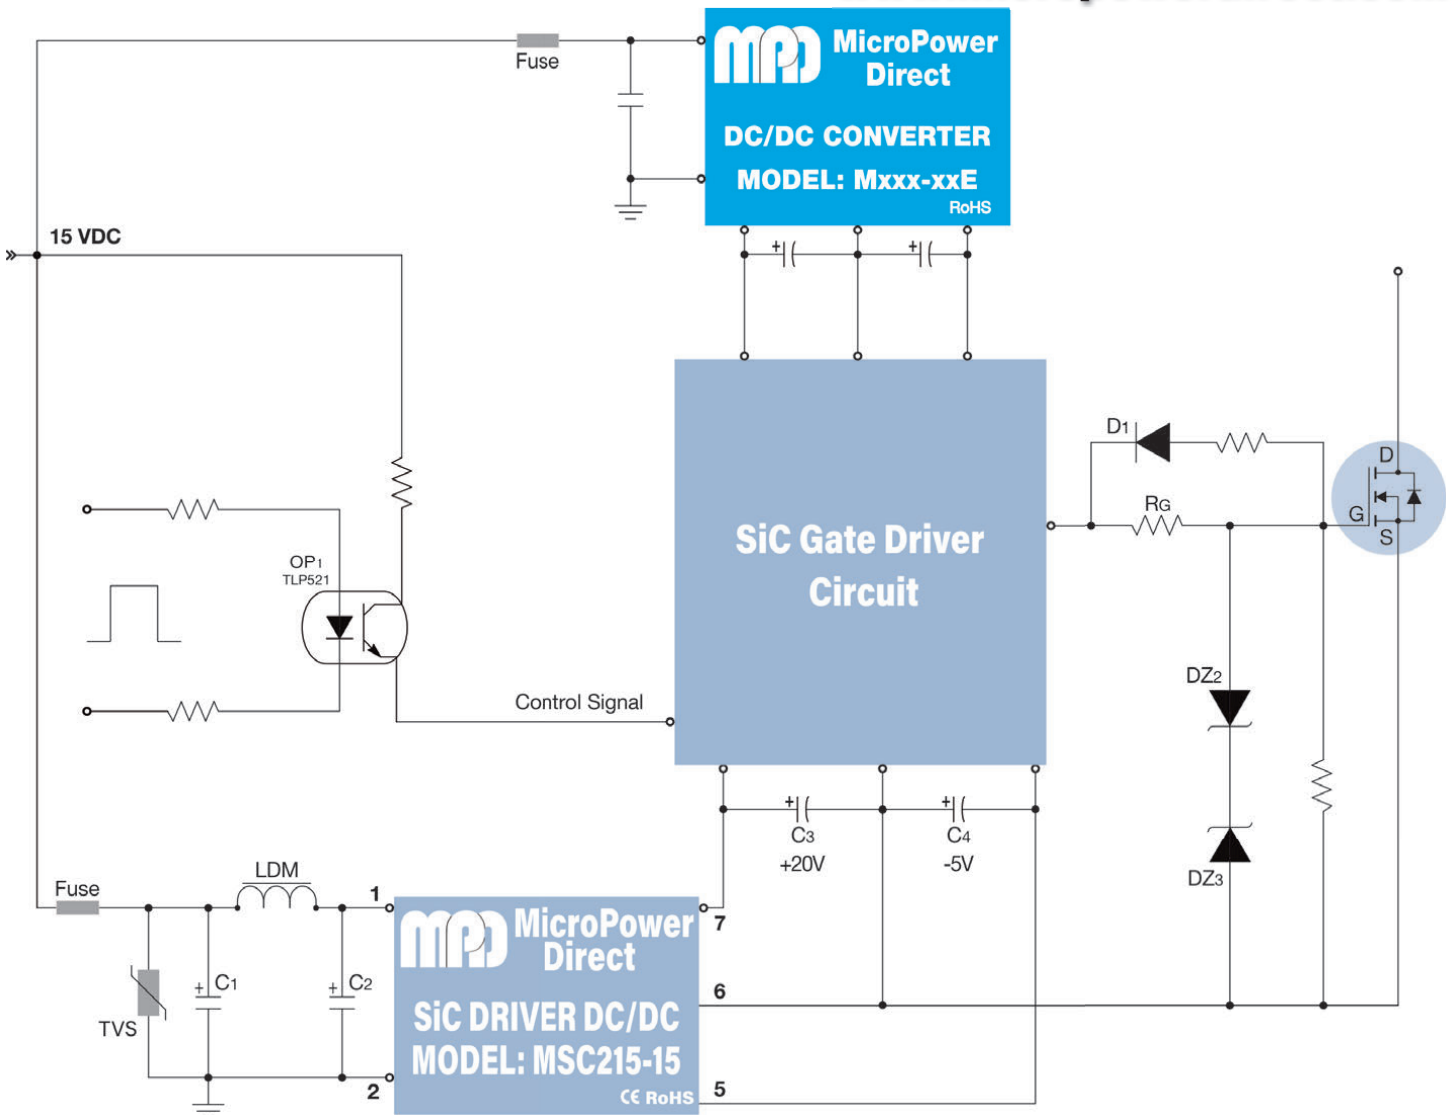 Fuse
MPD MicroPower
Direct
DC/DC CONVERTER
MODEL: Mxxx-xxE
RoHS
15 VDC
D1
D
RG
G
S
SiC Gate Driver
Circuit
OP1
TLP521
DZ2
Control Signal
+
+
+
+
C3
C4
+20V
-5V
DZ3
LDM
Fuse
1
7
MPD MicroPower
Direct
+ C1
+ C2
6
TVS
SiC DRIVER DC/DC
MODEL: MSC215-15
2
5
CE RoHS